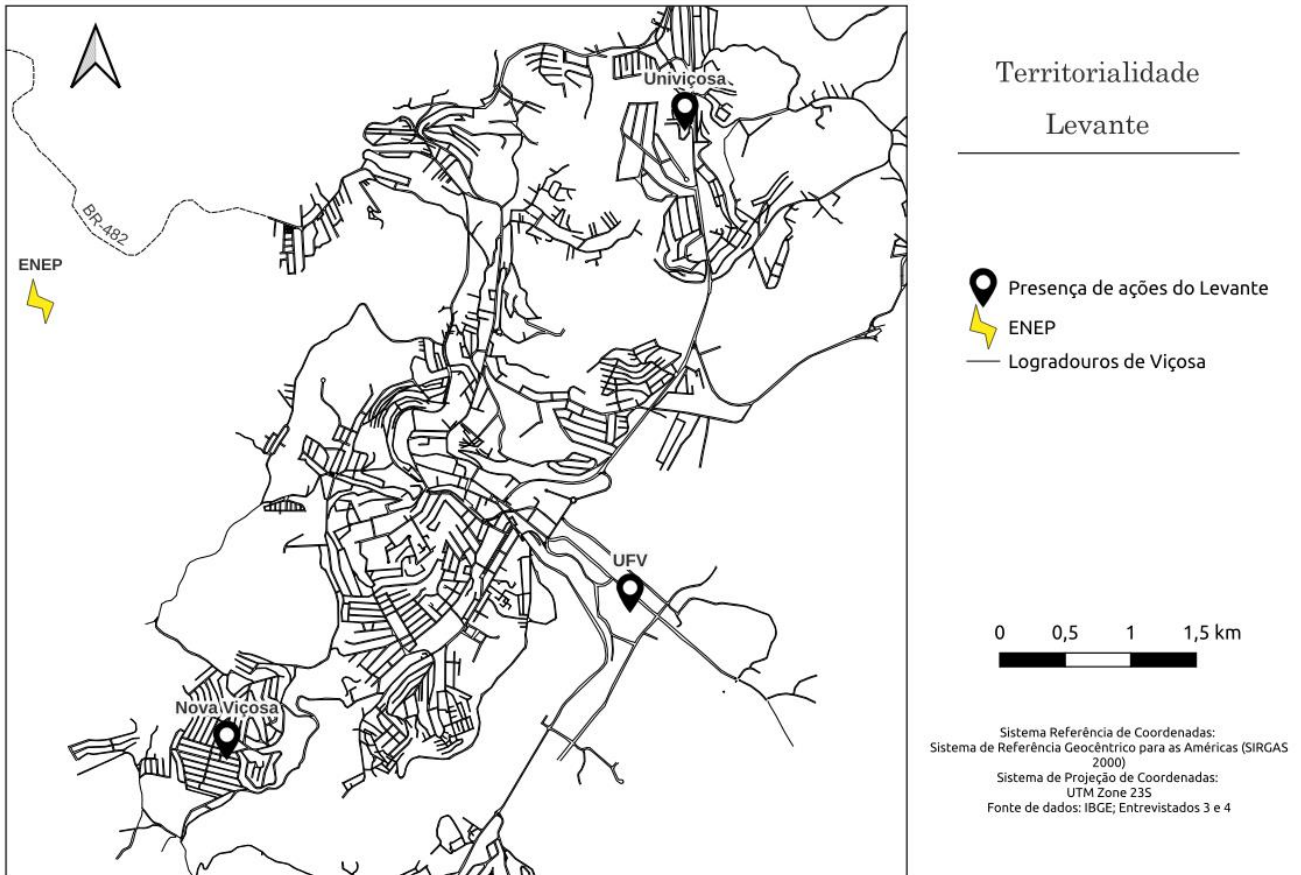 Univiçosa
BR-482
ENEP
UFV
Nova Viçosa
Territorialidade
Levante
Presença de ações do Levante
ENEP
Logradouros de Viçosa
0 0,5 1 1,5 km
Sistema Referência de Coordenadas:
Sistema de Referência Geocêntrico para as Américas (SIRGAS
2000)
Sistema de Projeção de Coordenadas:
UTM Zone 23S
Fonte de dados: IBGE; Entrevistados 3 e 4